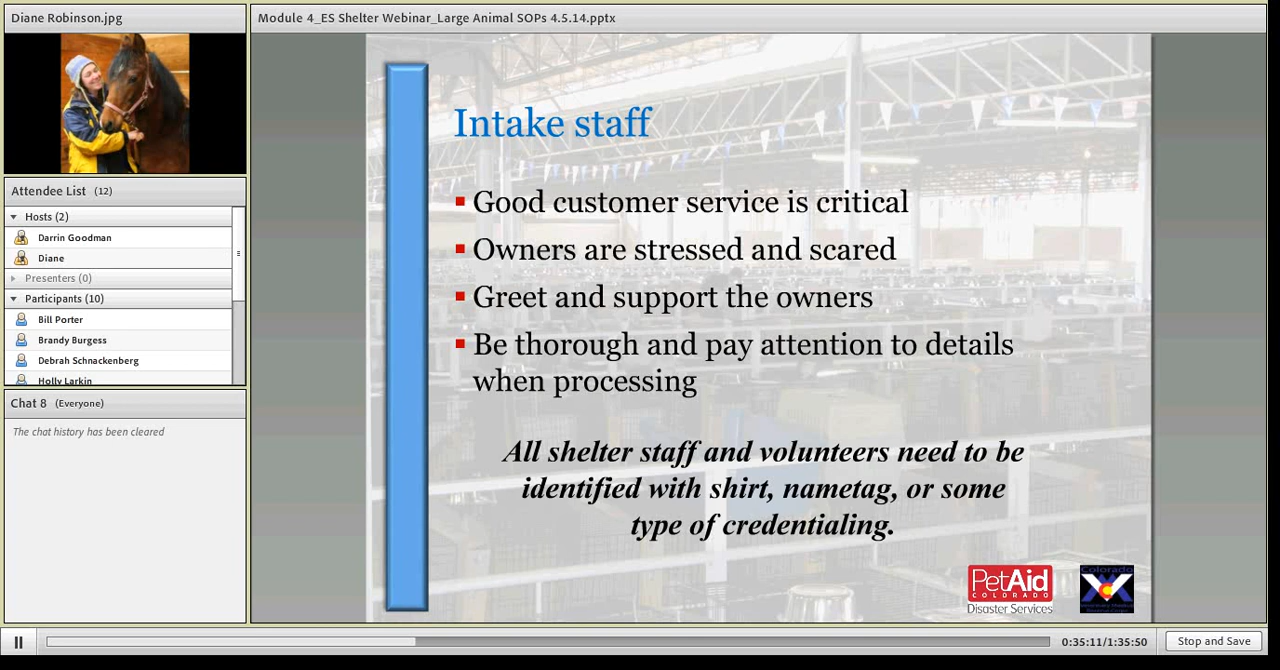 Diane Robinson.jpg
Module 4_ES Shelter Webinar_Large Animal SOPs 4.5.14.pptx
Attendee List (12)
Hosts (2)
Darrin Goodman
Diane
Presenters (0)
Participants (10)
Bill Porter
Brandy Burgess
Debrah Schnackenberg
Holly Larkin
Chat 8 (Everyone)
The chat history has been cleared
Intake staff
Good customer service is critical
Owners are stressed and scared
Greet and support the owners
Be thorough and pay attention to details
when processing
All shelter staff and volunteers need to be
identified with shirt, nametag, or some
type of credentialing.
PetAid
COLORADO
Disaster Services
Colorado
0:35:11/1:35:50
Stop and Save